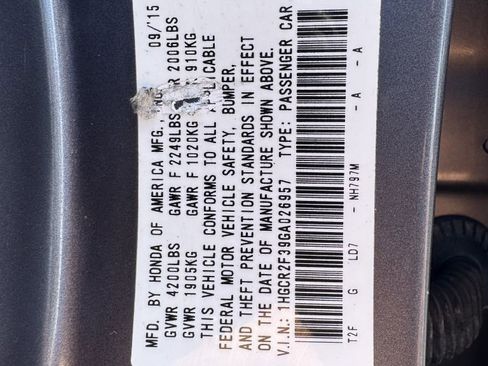 MFD. BY HONDA OF AMERICA MFG., INC. 09/'15
GVWR 4200LBS GAWR F 2249LBS R 2006LBS
GVWR 1905KG GAWR F 1020KG R 910KG
THIS VEHICLE CONFORMS TO ALL APPLICABLE
FEDERAL MOTOR VEHICLE SAFETY, BUMPER,
AND THEFT PREVENTION STANDARDS IN EFFECT
ON THE DATE OF MANUFACTURE SHOWN ABOVE.
V.I.N.: 1HGCR2F39GA026957 TYPE: PASSENGER CAR
T2F G LD7 - NH797M - A - A